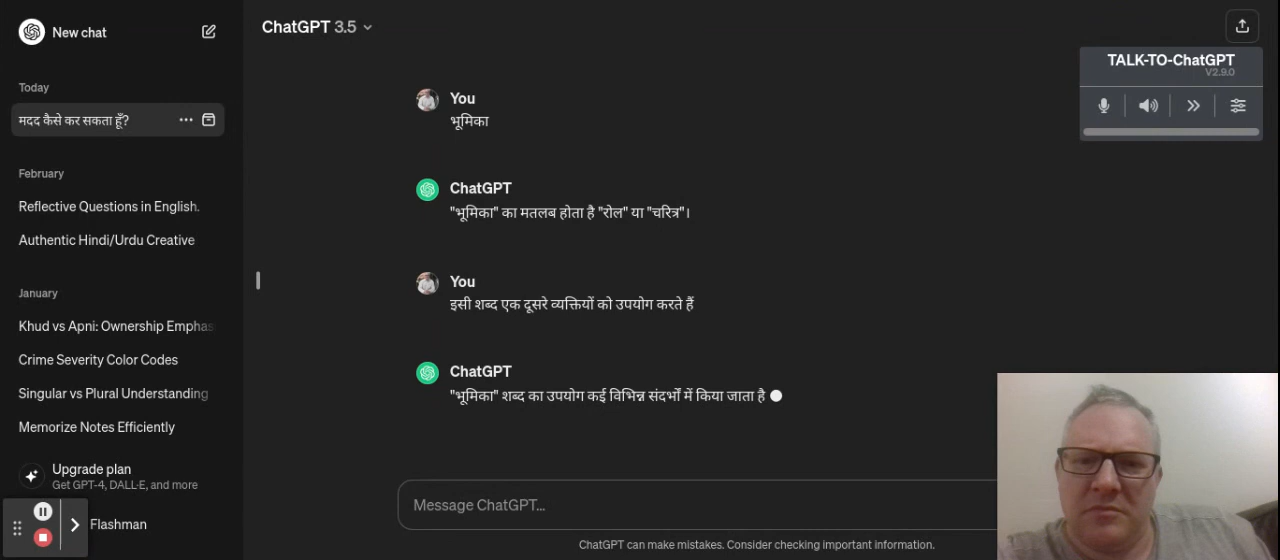 New chat
Today
मदद कैसे कर सकता हूँ?
February
Reflective Questions in English.
Authentic Hindi/Urdu Creative
January
Khud vs Apni: Ownership Emphas
Crime Severity Color Codes
Singular vs Plural Understanding
Memorize Notes Efficiently
Upgrade plan
Get GPT-4, DALL·E, and more
Flashman
ChatGPT 3.5
TALK-TO-ChatGPT
V2.9.0
You
भूमिका
ChatGPT
"भूमिका" का मतलब होता है "रोल" या "चरित्र"।
You
इसी शब्द एक दूसरे व्यक्तियों को उपयोग करते हैं
ChatGPT
"भूमिका" शब्द का उपयोग कई विभिन्न संदर्भों में किया जाता है
Message ChatGPT...
ChatGPT can make mistakes. Consider checking important information.